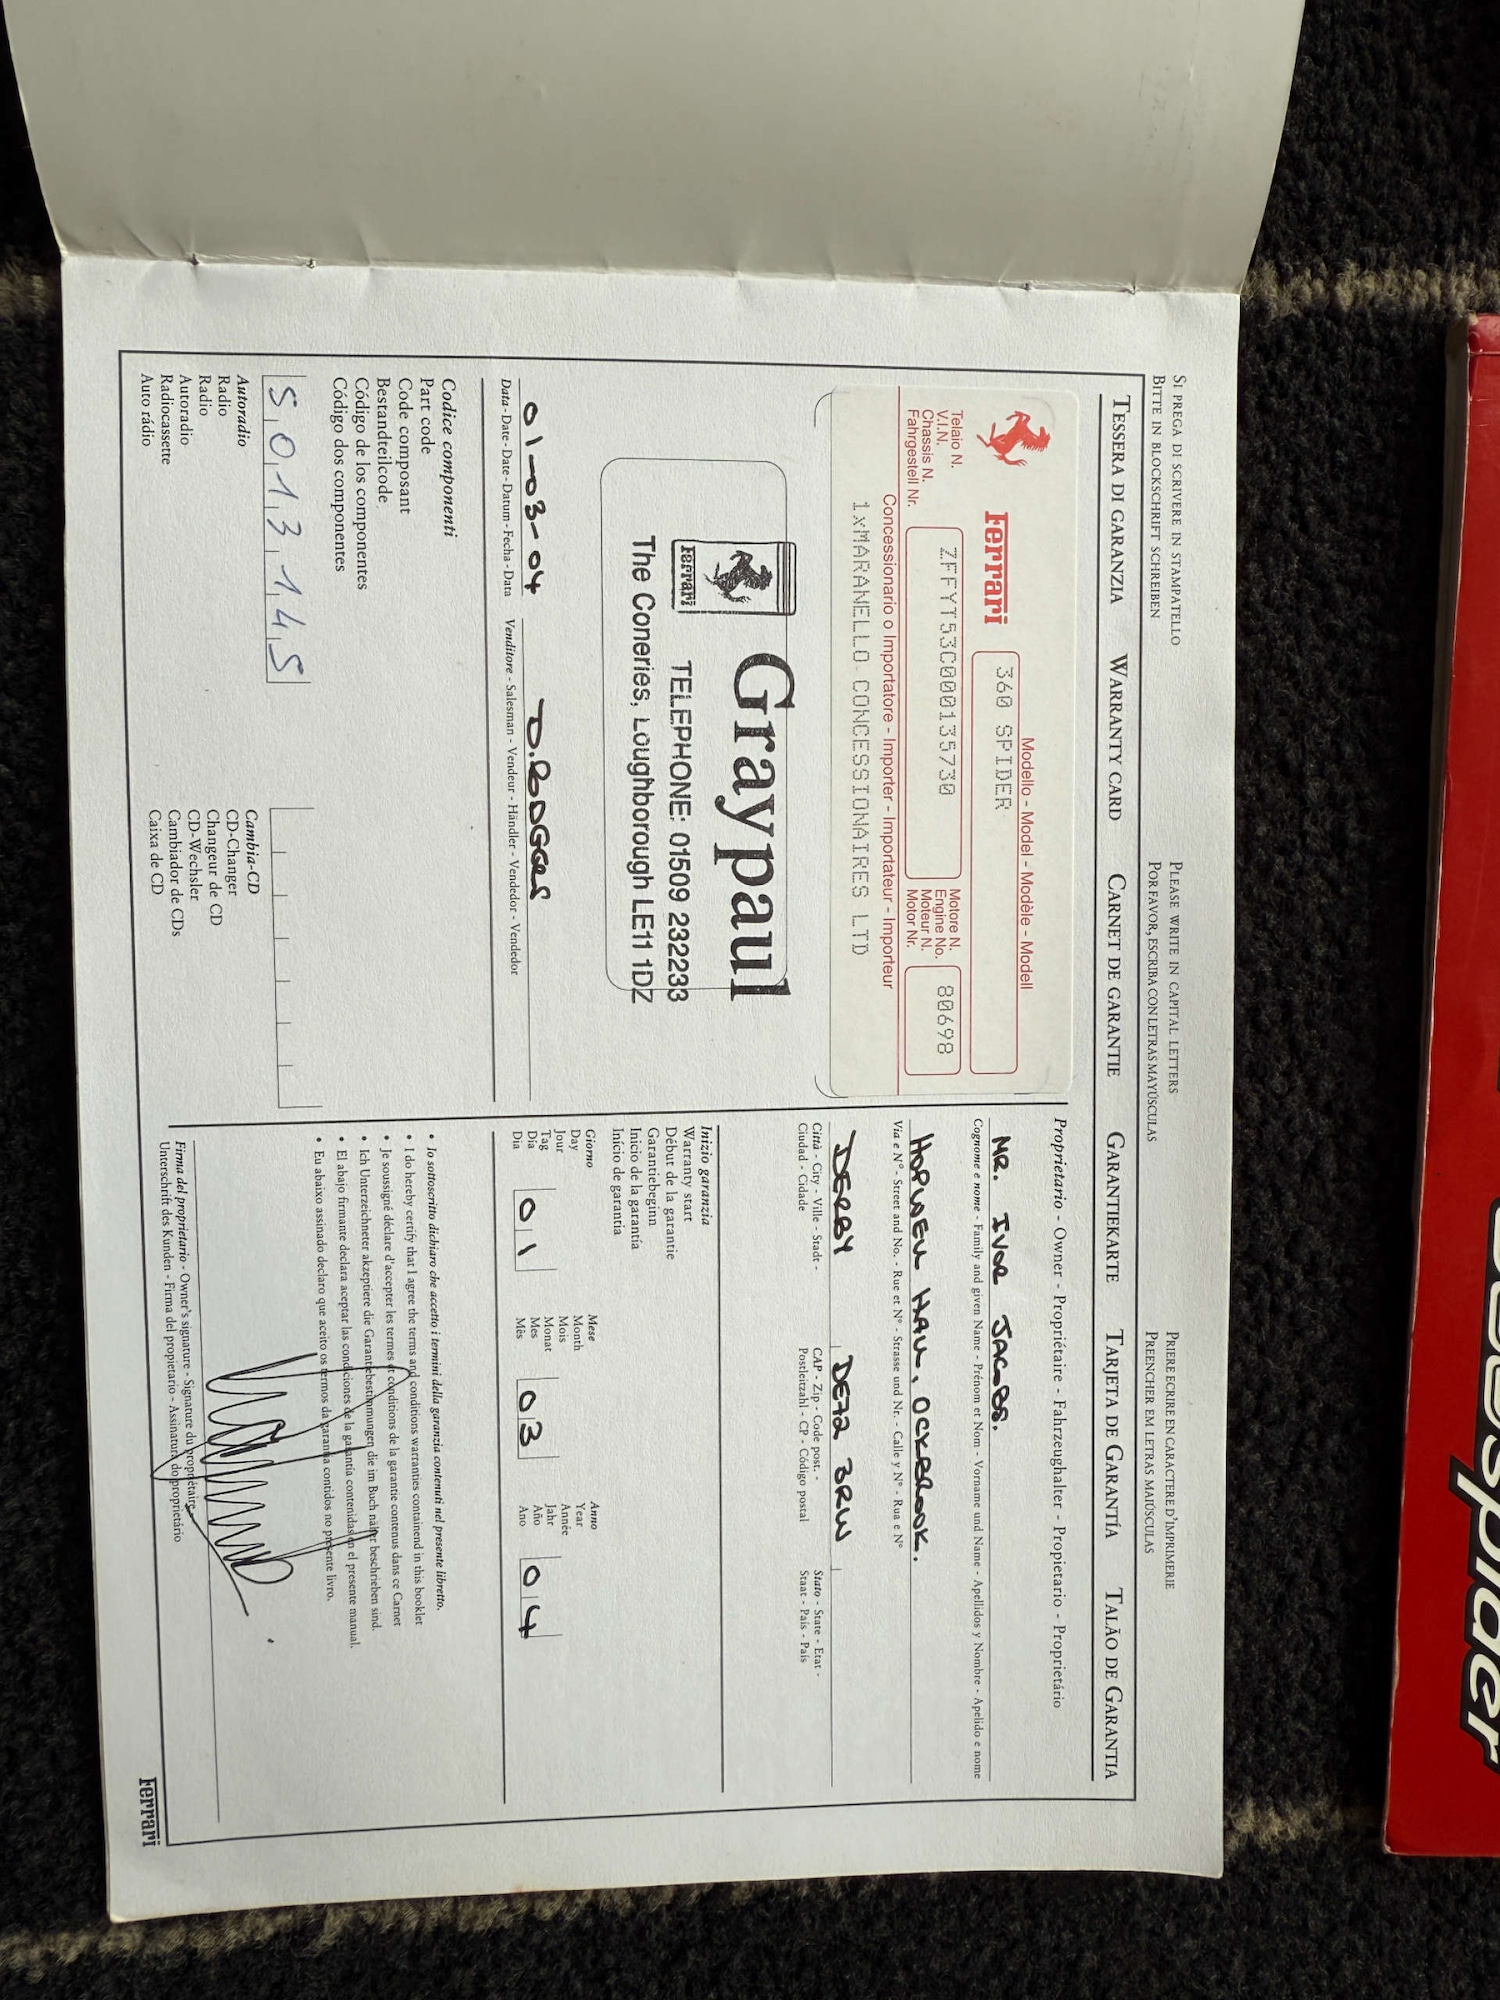 SI PREGA DI SCRIVERE IN STAMPATELLO
BITTE IN BLOCKSCHRIFT SCHREIBEN
PLEASE WRITE IN CAPITAL LETTERS
POR FAVOR, ESCRIBA CON LETRAS MAYÚSCULAS
PRIERE ECRIRE EN CARACTERE D'IMPRIMERIE
PREENCHER EM LETRAS MAIÚSCULAS
TESSERA DI GARANZIA WARRANTY CARD CARNET DE GARANTIE GARANTIEKARTE TARJETA DE GARANTÍA TALÃO DE GARANTIA
Modello - Model - Modèle - Modell
Ferrari
360 SPIDER
Telaio N.
V.I.N.
Chassis N.
Fahrgestell Nr.
ZFFYT53C000135730
Motore N.
Engine No.
Moteur N.
Motor Nr.
80698
Concessionario o Importatore - Importer - Importateur - Importeur
1xMARANELLO CONCESSIONAIRES LTD
Ferrari
Graypaul
TELEPHONE: 01509 232233
The Coneries, Loughborough LE11 1DZ
01-03-04
D. RODGERS
Data - Date - Date - Datum - Fecha - Data
Venditore - Salesman - Vendeur - Händler - Vendedor - Vendedor
Codice componenti
Part code
Code composant
Bestandteilcode
Código de los componentes
Código dos componentes
5013145
Autoradio
Radio
Radio
Autoradio
Radiocassette
Auto rádio
Cambia-CD
CD-Changer
Changeur de CD
CD-Wechsler
Cambiador de CDs
Caixa de CD
Proprietario - Owner - Propriétaire - Fahrzeughalter - Propietario - Proprietário
MR. IVOR JACOBS.
Cognome e nome - Family and given Name - Prénom et Nom - Vorname und Name - Apellidos y Nombre - Apelido e nome
HOPWELL HALL, OCKBROOK.
Via e N° - Street and No. - Rue et N° - Strasse und Nr. - Calle y N° - Rua e N°
DERBY
DE72 3RW
Città - City - Ville - Stadt -
Ciudad - Cidade
CAP - Zip - Code post. -
Postleitzahl - CP - Código postal
Stato - State - Etat -
Staat - País - País
Inizio garanzia
Warranty start
Début de la garantie
Garantiebeginn
Inicio de la garantía
Início de garantia
Giorno
Day
Jour
Tag
Día
Dia
01
Mese
Month
Mois
Monat
Mes
Mês
03
Anno
Year
Année
Jahr
Año
Ano
04
• Io sottoscritto dichiaro che accetto i termini della garanzia contenuti nel presente libretto.
• I do hereby certify that I agree the terms and conditions warranties contained in this booklet
• Je soussigné déclare d'accepter les termes et conditions de la garantie contenus dans ce Carnet
• Ich Unterzeichneter akzeptiere die Garantiebestimmungen die im Buch näher beschrieben sind.
• El abajo firmante declara aceptar las condiciones de la garantía contenidas en el presente manual.
• Eu abaixo assinado declaro que aceito os termos da garantia contidos no presente livro.
Firma del proprietario - Owner's signature - Signature du propriétaire -
Unterschrift des Kunden - Firma del propietario - Assinatura do proprietário
Ferrari
spider